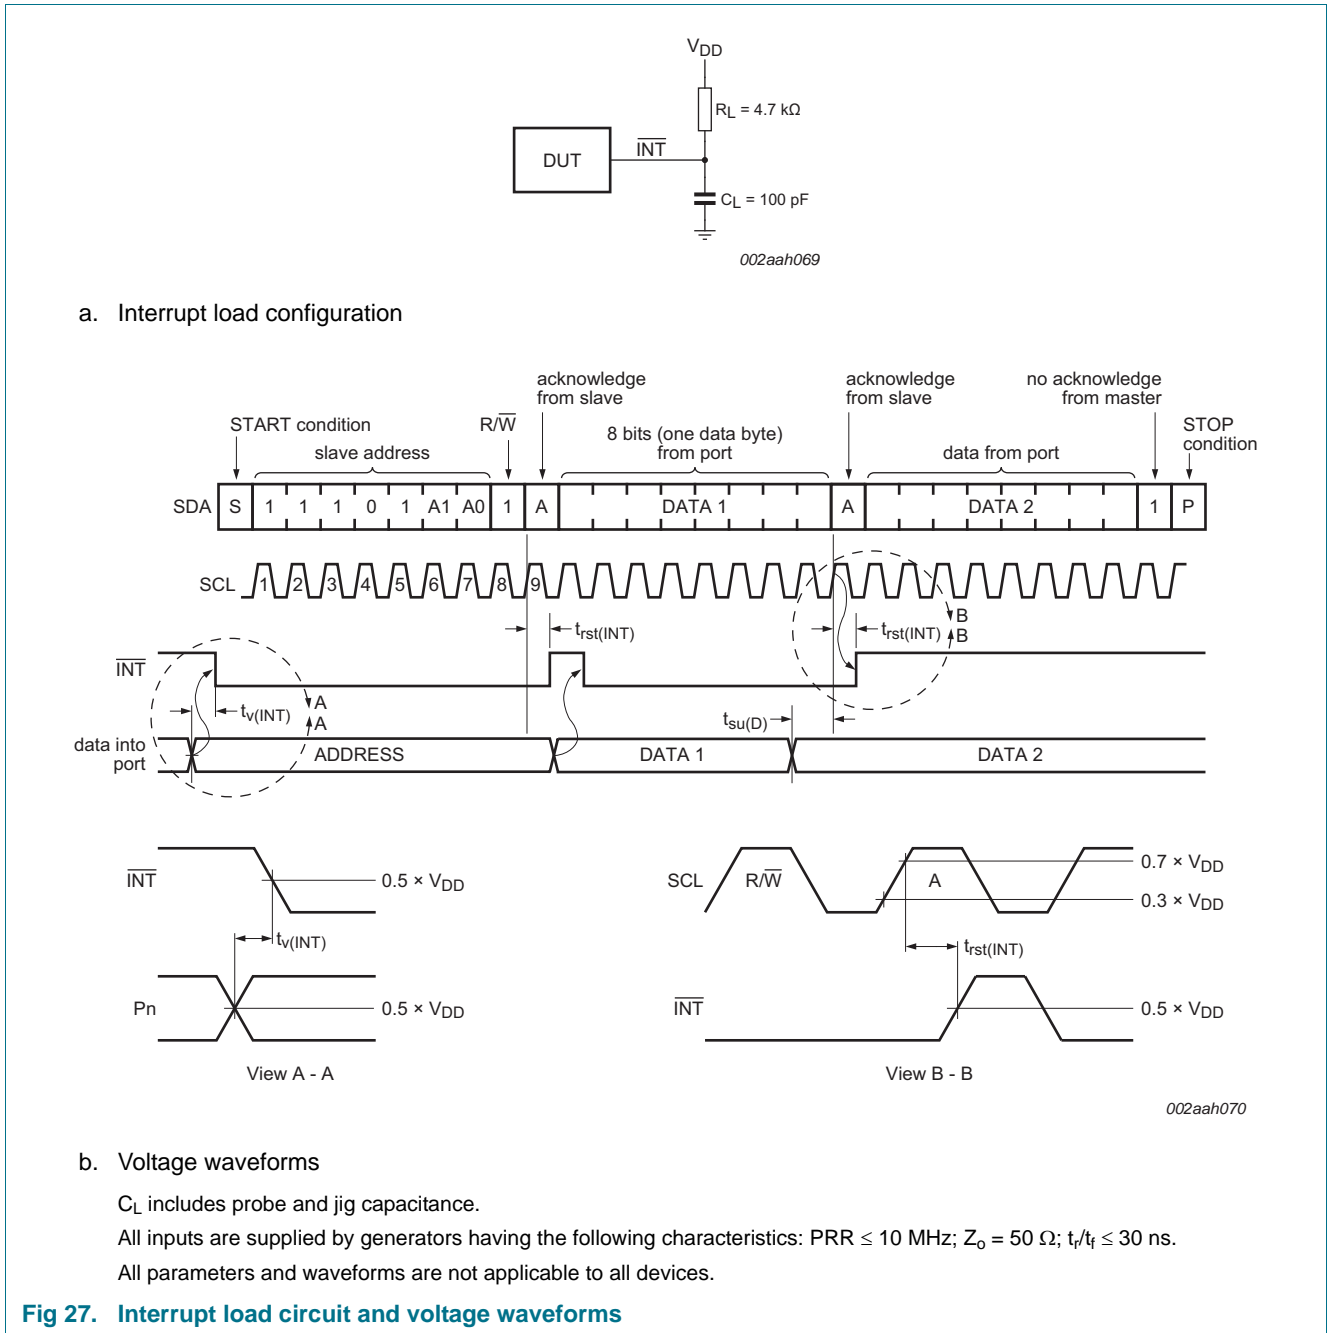 VDD
RL = 4.7 kΩ
DUT
INT
CL = 100 pF
002aah069
a. Interrupt load configuration
acknowledge
from slave
acknowledge
from slave
no acknowledge
from master
START condition
R/W
8 bits (one data byte)
from port
STOP
condition
slave address
data from port
SDA S 1 1 1 0 1 A1 A0 1 A DATA 1 A DATA 2 1 P
SCL 1 2 3 4 5 6 7 8 9
trst(INT)
trst(INT)
B
B
INT
tv(INT)
A
A
tsu(D)
data into
port
ADDRESS
DATA 1
DATA 2
INT
0.5 × VDD
tv(INT)
Pn
0.5 × VDD
View A - A
SCL
R/W
A
0.7 × VDD
0.3 × VDD
trst(INT)
INT
0.5 × VDD
View B - B
002aah070
b. Voltage waveforms
CL includes probe and jig capacitance.
All inputs are supplied by generators having the following characteristics: PRR ≤ 10 MHz; Zo = 50 Ω; tr/tf ≤ 30 ns.
All parameters and waveforms are not applicable to all devices.
Fig 27. Interrupt load circuit and voltage waveforms